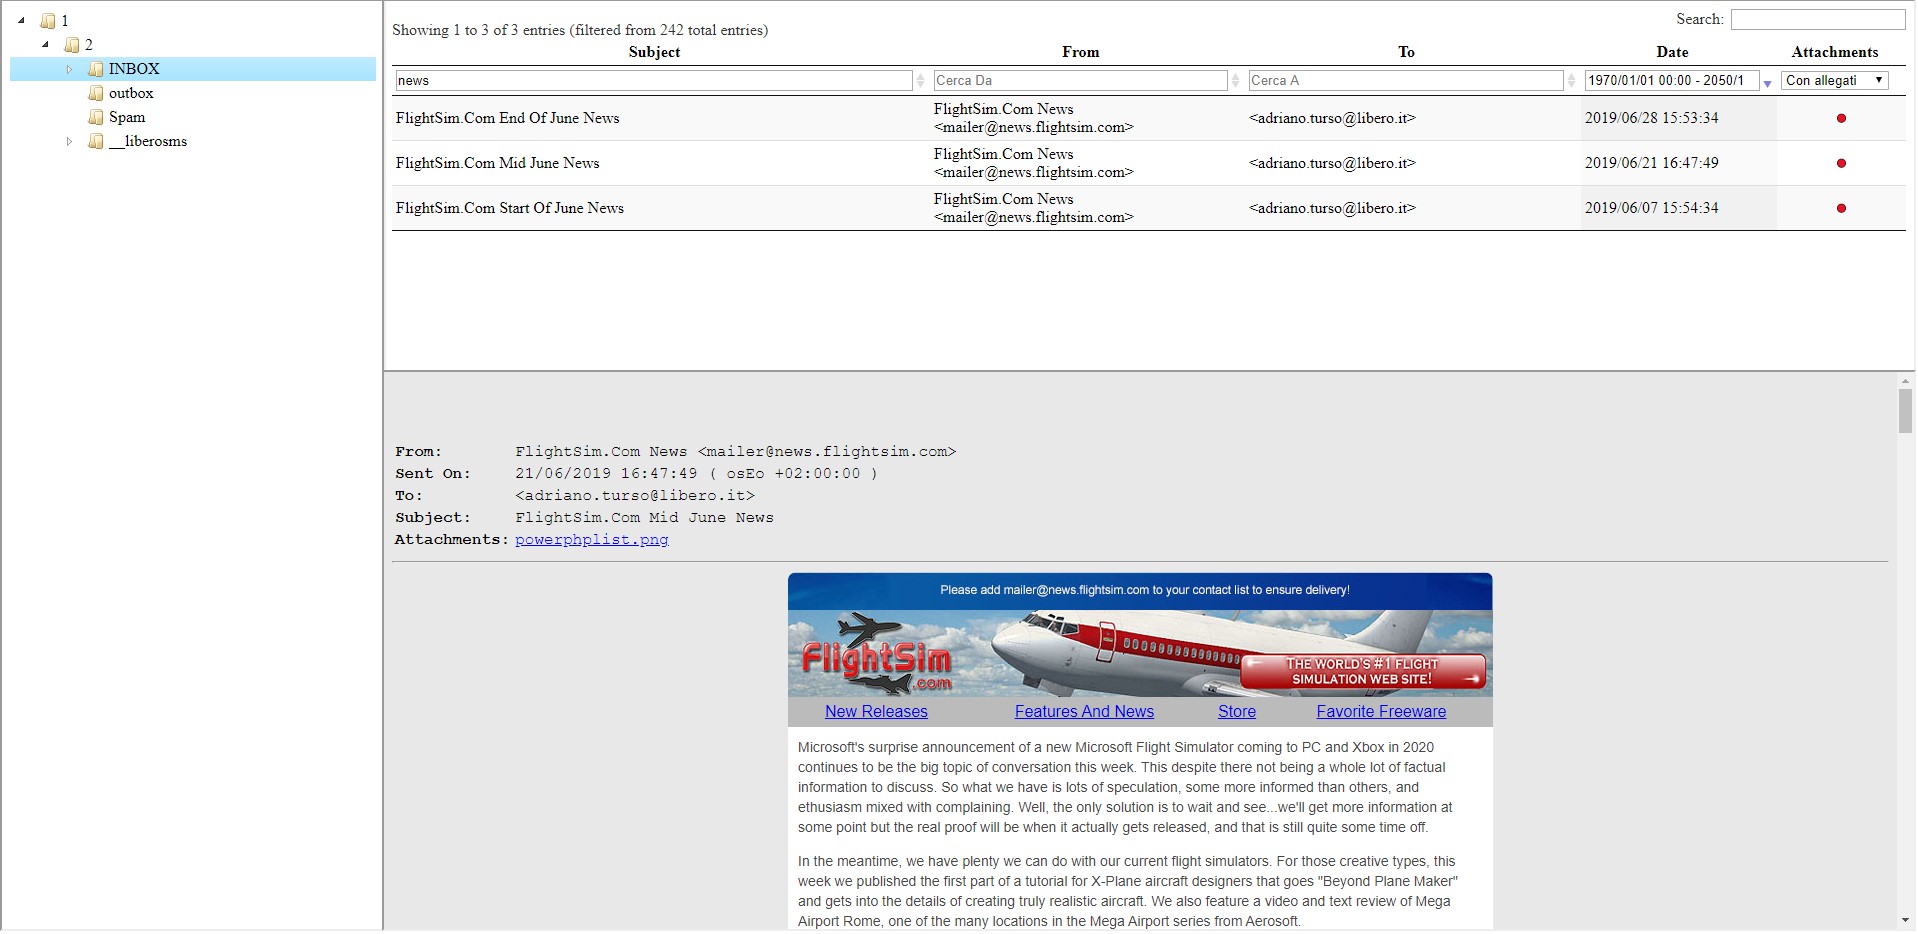 1
2
INBOX
outbox
Spam
__liberosms
Search:
Showing 1 to 3 of 3 entries (filtered from 242 total entries)
Subject From To Date Attachments
news Cerca Da Cerca A 1970/01/01 00:00 - 2050/1 Con allegati
FlightSim.Com End Of June News FlightSim.Com News <mailer@news.flightsim.com> <adriano.turso@libero.it> 2019/06/28 15:53:34
FlightSim.Com Mid June News FlightSim.Com News <mailer@news.flightsim.com> <adriano.turso@libero.it> 2019/06/21 16:47:49
FlightSim.Com Start Of June News FlightSim.Com News <mailer@news.flightsim.com> <adriano.turso@libero.it> 2019/06/07 15:54:34
From: FlightSim.Com News <mailer@news.flightsim.com>
Sent On: 21/06/2019 16:47:49 ( osEo +02:00:00 )
To: <adriano.turso@libero.it>
Subject: FlightSim.Com Mid June News
Attachments: powerphplist.png
Please add mailer@news.flightsim.com to your contact list to ensure delivery!
FlightSim
.com
THE WORLD'S #1 FLIGHT
SIMULATION WEB SITE!
New Releases Features And News Store Favorite Freeware
Microsoft's surprise announcement of a new Microsoft Flight Simulator coming to PC and Xbox in 2020
continues to be the big topic of conversation this week. This despite there not being a whole lot of factual
information to discuss. So what we have is lots of speculation, some more informed than others, and
ethusiasm mixed with complaining. Well, the only solution is to wait and see...we'll get more information at
some point but the real proof will be when it actually gets released, and that is still quite some time off.
In the meantime, we have plenty we can do with our current flight simulators. For those creative types, this
week we published the first part of a tutorial for X-Plane aircraft designers that goes "Beyond Plane Maker"
and gets into the details of creating truly realistic aircraft. We also feature a video and text review of Mega
Airport Rome, one of the many locations in the Mega Airport series from Aerosoft.